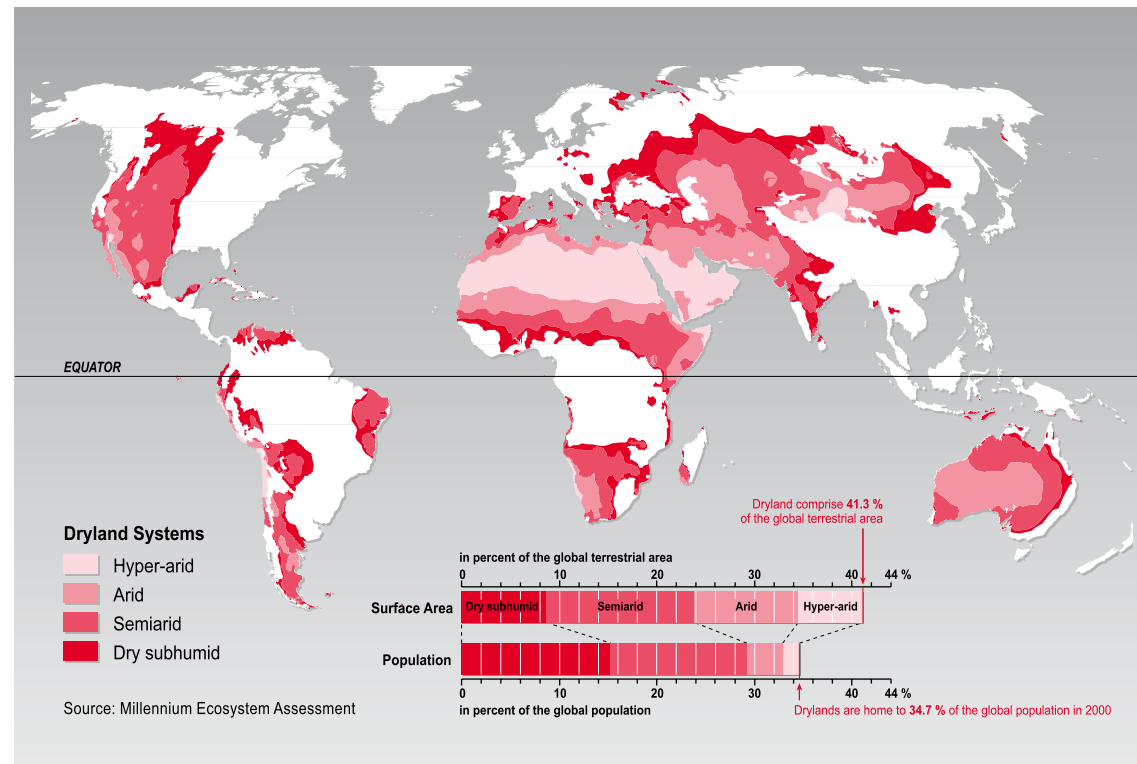 EQUATOR
Dryland Systems
Hyper-arid
Arid
Semiarid
Dry subhumid
Source: Millennium Ecosystem Assessment
Dryland comprise 41.3 %
of the global terrestrial area
in percent of the global terrestrial area
0 10 20 30 40 44 %
Surface Area Dry subhumid Semiarid Arid Hyper-arid
Population
0 10 20 30 40 44 %
in percent of the global population
Drylands are home to 34.7 % of the global population in 2000